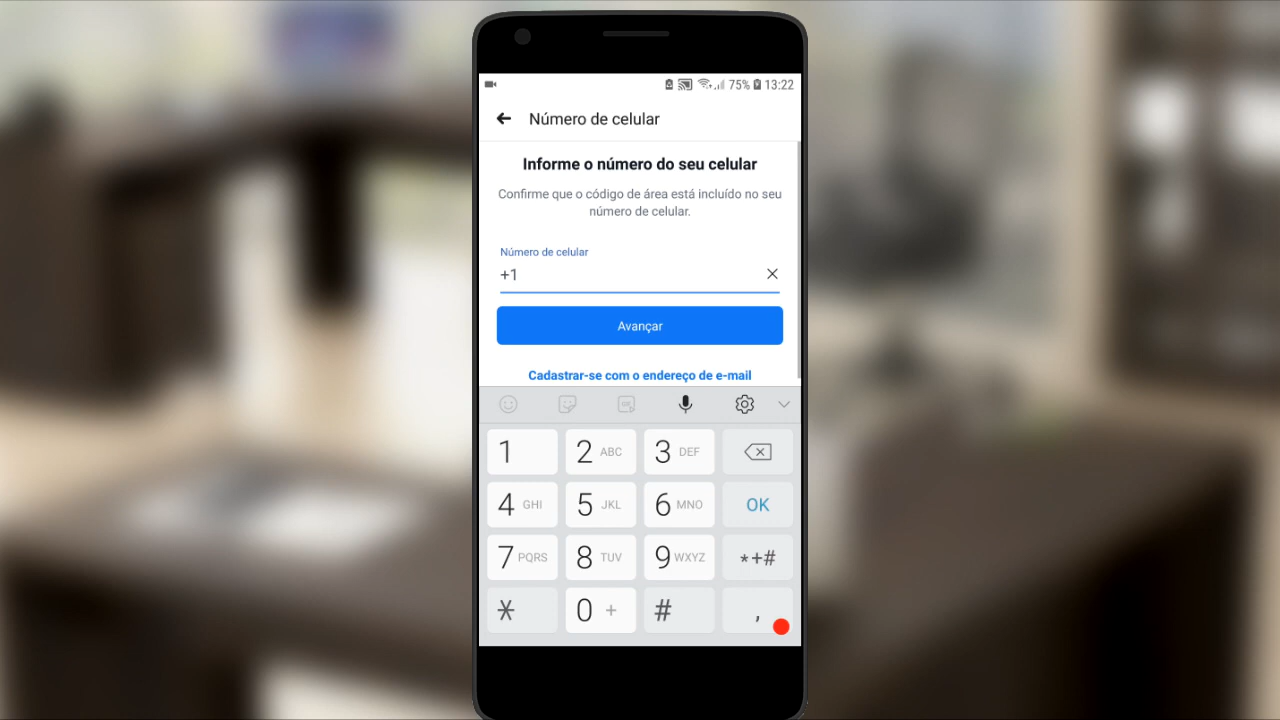 75% 13:22
Número de celular
Informe o número do seu celular
Confirme que o código de área está incluído no seu
número de celular.
Número de celular
+1
Avançar
Cadastrar-se com o endereço de e-mail
1 2 ABC 3 DEF
4 GHI 5 JKL 6 MNO OK
7 PQRS 8 TUV 9 WXYZ *+#
* 0 + # ,